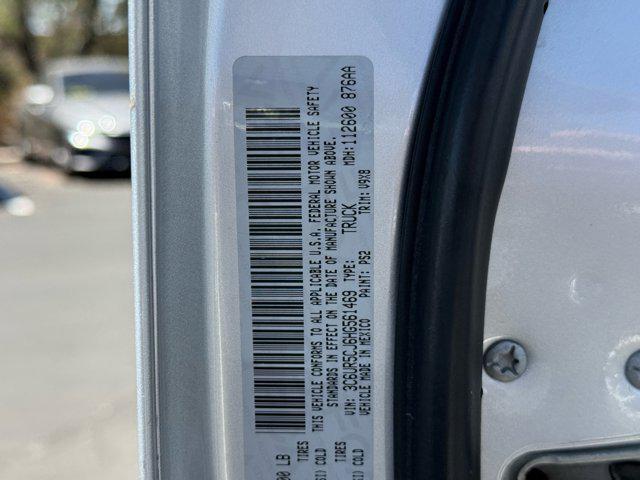 THIS VEHICLE CONFORMS TO ALL APPLICABLE U.S.A. FEDERAL MOTOR VEHICLE SAFETY
STANDARDS IN EFFECT ON THE DATE OF MANUFACTURE SHOWN ABOVE.
VIN: 3C6UR5CJ6HG561469 TYPE: TRUCK MDH: 112600 876AA
VEHICLE MADE IN MEXICO PAINT: PS2 TRIM: V9X8
LB
TIRES
COLD
TIRES
COLD